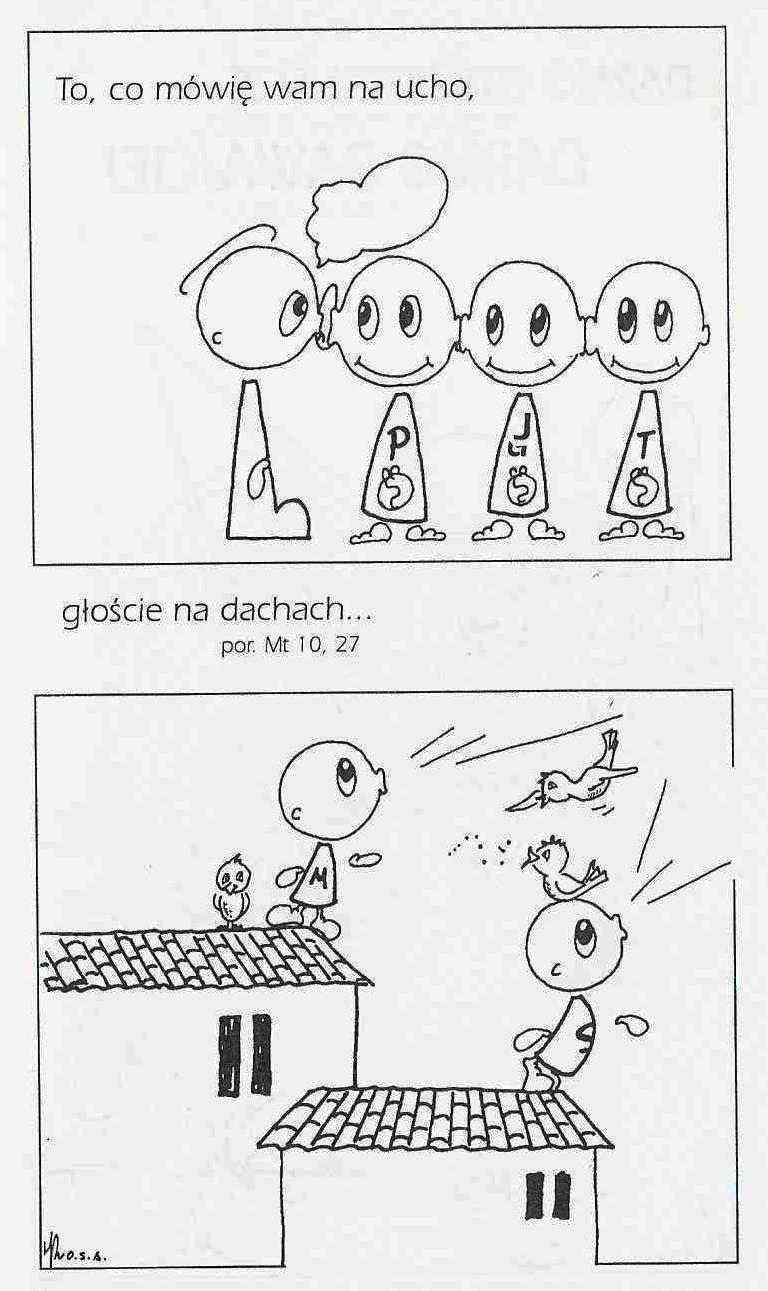 To, co mówię wam na ucho,
P J T
głoście na dachach...
por. Mt 10, 27
M
S
o.s.a.